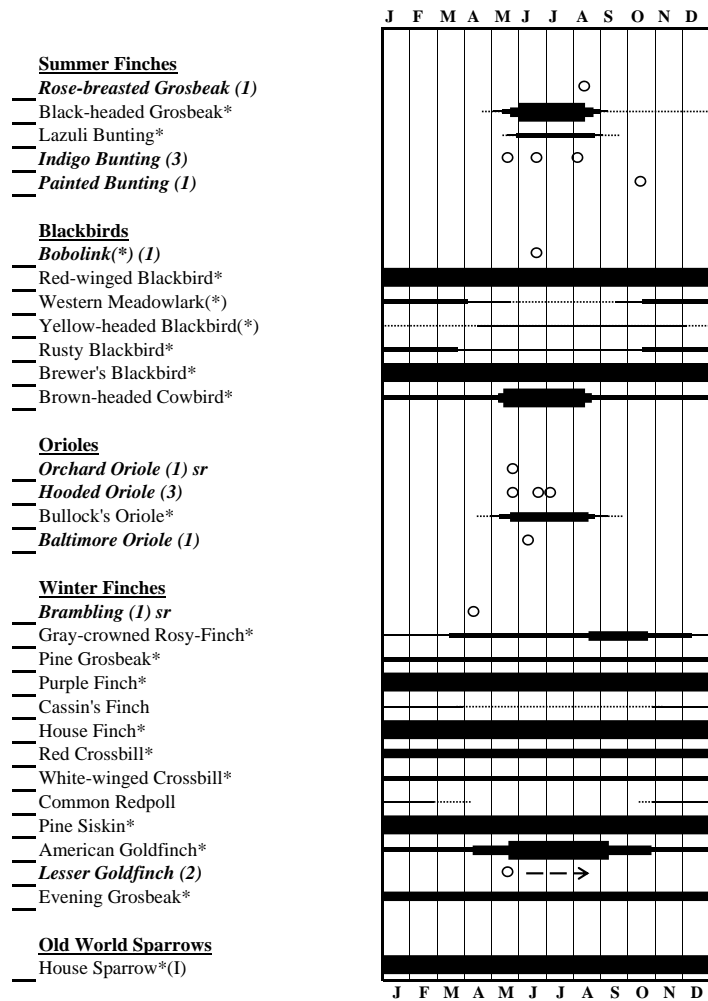 J F M A M J J A S O N D
Summer Finches
Rose-breasted Grosbeak (1)
Black-headed Grosbeak*
Lazuli Bunting*
Indigo Bunting (3)
Painted Bunting (1)
Blackbirds
Bobolink(*) (1)
Red-winged Blackbird*
Western Meadowlark(*)
Yellow-headed Blackbird(*)
Rusty Blackbird*
Brewer's Blackbird*
Brown-headed Cowbird*
Orioles
Orchard Oriole (1) sr
Hooded Oriole (3)
Bullock's Oriole*
Baltimore Oriole (1)
Winter Finches
Brambling (1) sr
Gray-crowned Rosy-Finch*
Pine Grosbeak*
Purple Finch*
Cassin's Finch
House Finch*
Red Crossbill*
White-winged Crossbill*
Common Redpoll
Pine Siskin*
American Goldfinch*
Lesser Goldfinch (2)
Evening Grosbeak*
Old World Sparrows
House Sparrow*(I)
J F M A M J J A S O N D